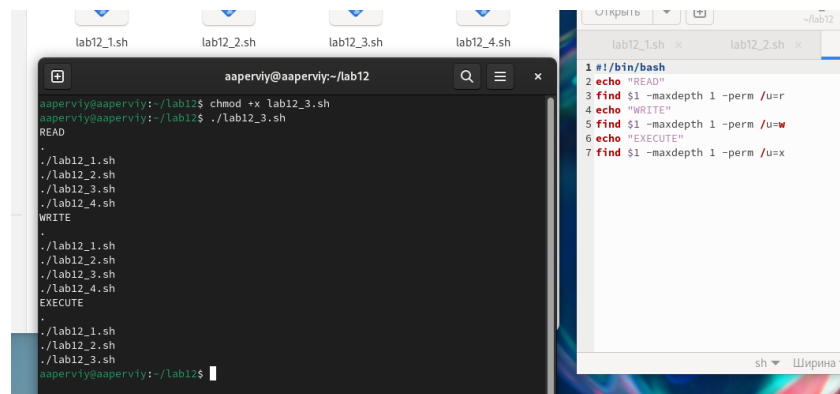 lab12_1.sh
lab12_2.sh
lab12_3.sh
lab12_4.sh
aaperviy@aaperviy:~/lab12
aaperviy@aaperviy:~/lab12$ chmod +x lab12_3.sh
aaperviy@aaperviy:~/lab12$ ./lab12_3.sh
READ
.
./lab12_1.sh
./lab12_2.sh
./lab12_3.sh
./lab12_4.sh
WRITE
.
./lab12_1.sh
./lab12_2.sh
./lab12_3.sh
./lab12_4.sh
EXECUTE
.
./lab12_1.sh
./lab12_2.sh
./lab12_3.sh
aaperviy@aaperviy:~/lab12$
Открыть
~/lab12
lab12_1.sh ×
lab12_2.sh ×
1 #!/bin/bash
2 echo "READ"
3 find $1 -maxdepth 1 -perm /u=r
4 echo "WRITE"
5 find $1 -maxdepth 1 -perm /u=w
6 echo "EXECUTE"
7 find $1 -maxdepth 1 -perm /u=x
sh
Ширина